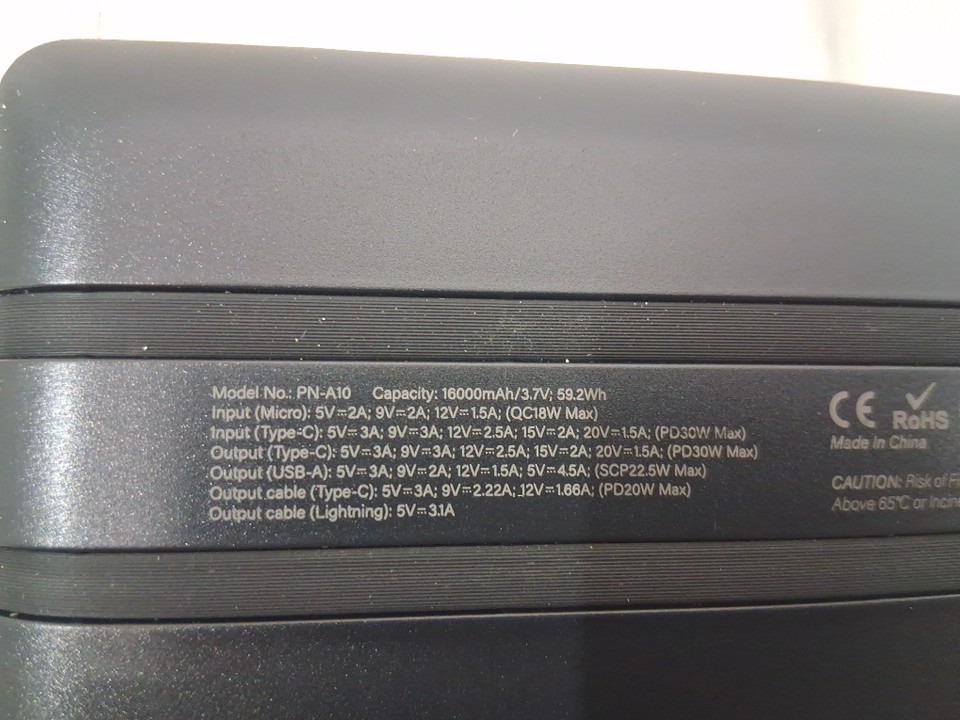 Model No.: PN-A10 Capacity: 16000mAh/3.7V; 59.2Wh
Input (Micro): 5V⎓2A; 9V⎓2A; 12V⎓1.5A; (QC18W Max)
Input (Type-C): 5V⎓3A; 9V⎓3A; 12V⎓2.5A; 15V⎓2A; 20V⎓1.5A; (PD30W Max)
Output (Type-C): 5V⎓3A; 9V⎓3A; 12V⎓2.5A; 15V⎓2A; 20V⎓1.5A; (PD30W Max)
Output (USB-A): 5V⎓3A; 9V⎓2A; 12V⎓1.5A; 5V⎓4.5A; (SCP22.5W Max)
Output cable (Type-C): 5V⎓3A; 9V⎓2.22A; 12V⎓1.66A; (PD20W Max)
Output cable (Lightning): 5V⎓3.1A
CE RoHS
Made in China
CAUTION: Risk of
Above 65°C or